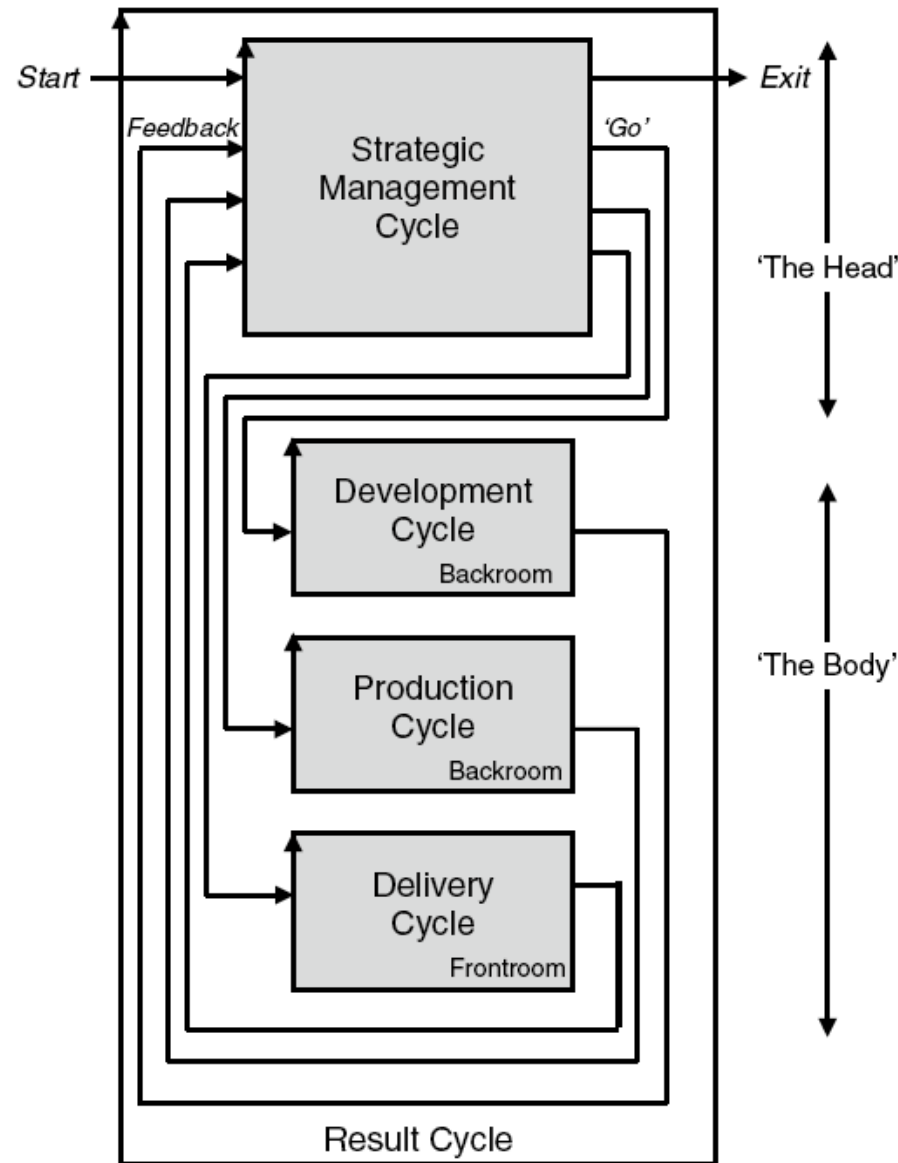 Start
Exit
Feedback
‘Go’
Strategic
Management
Cycle
‘The Head’
Development
Cycle
Backroom
‘The Body’
Production
Cycle
Backroom
Delivery
Cycle
Frontroom
Result Cycle